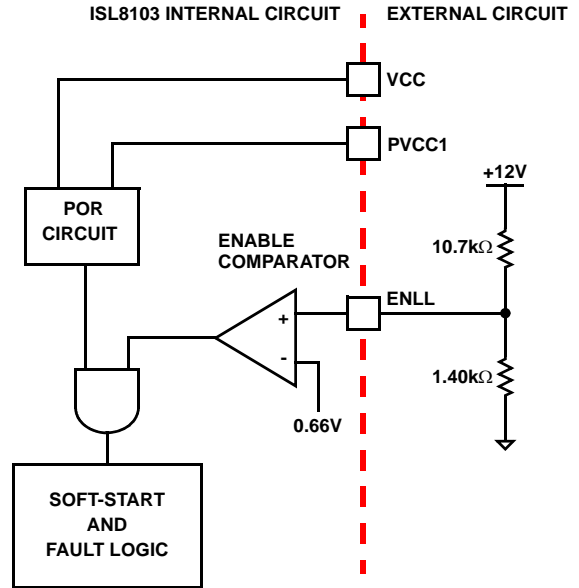 ISL8103 INTERNAL CIRCUIT
EXTERNAL CIRCUIT
VCC
PVCC1
+12V
POR
CIRCUIT
10.7kΩ
ENABLE
COMPARATOR
ENLL
+
-
1.40kΩ
0.66V
SOFT-START
AND
FAULT LOGIC